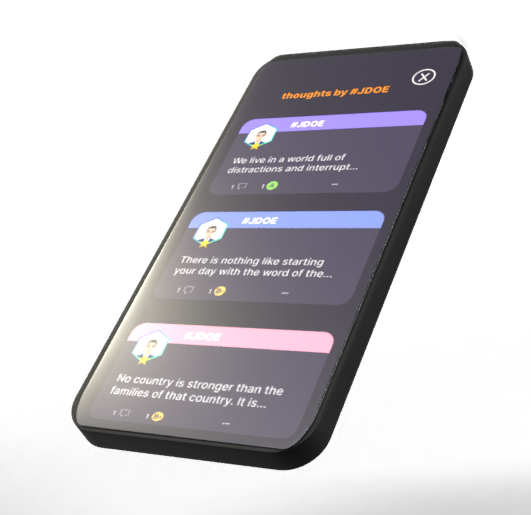 thoughts by #JDOE
#JDOE
We live in a world full of
distractions and interrupt...
1
1
...
#JDOE
There is nothing like starting
your day with the word of the...
1
1
...
#JDOE
No country is stronger than the
families of that country. It is...
1
1
...